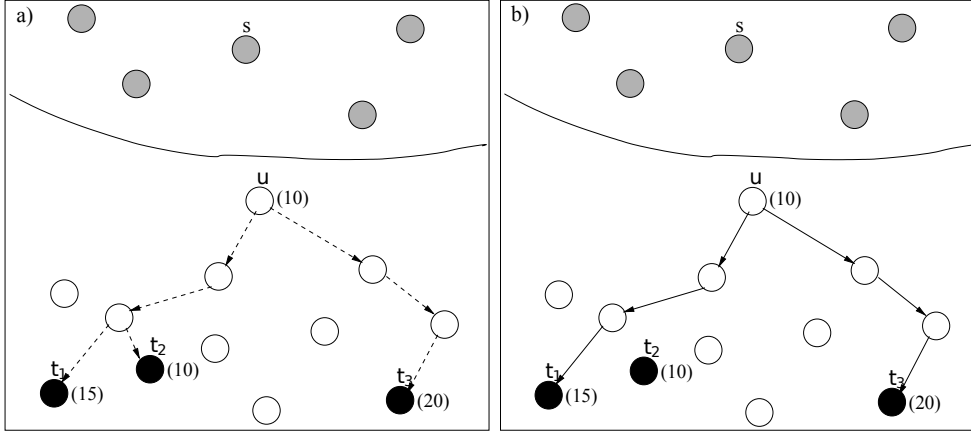 a)
s
u
(10)
t1
(15)
t2
(10)
t3
(20)
b)
s
u
(10)
t1
(15)
t2
(10)
t3
(20)